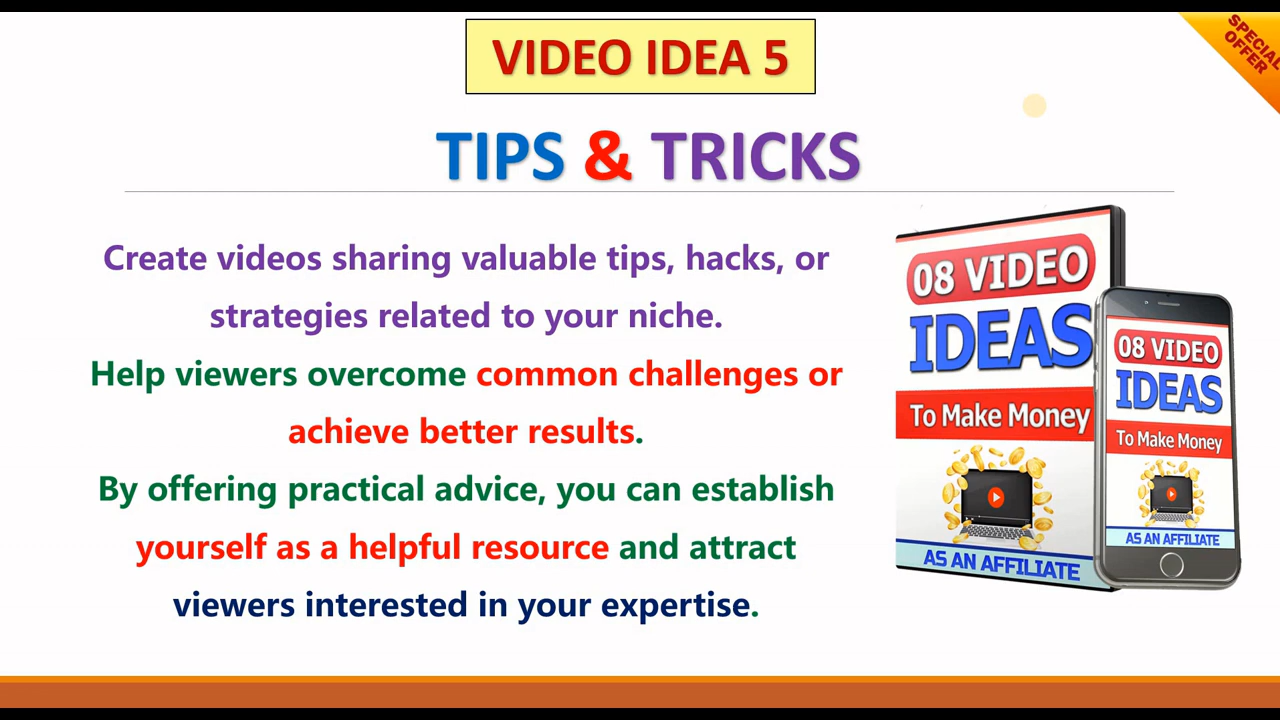 VIDEO IDEA 5
SPECIAL
OFFER
TIPS & TRICKS
Create videos sharing valuable tips, hacks, or
strategies related to your niche.
Help viewers overcome common challenges or
achieve better results.
By offering practical advice, you can establish
yourself as a helpful resource and attract
viewers interested in your expertise.
08 VIDEO
IDEAS
To Make Money
AS AN AFFILIATE
08 VIDEO
IDEAS
To Make Money
AS AN AFFILIATE